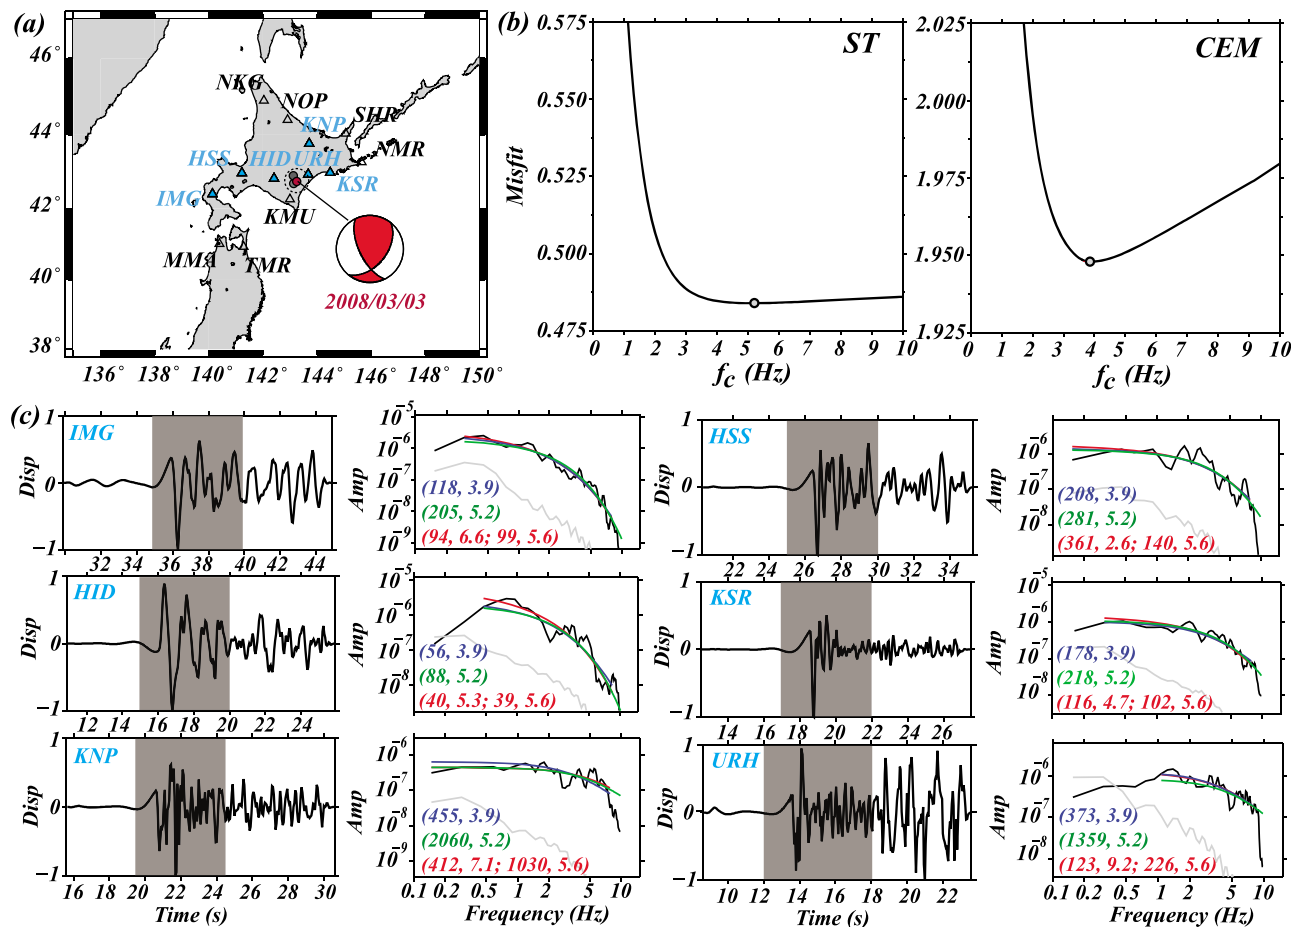 (a)
46°
44°
42°
40°
38°
136°
140°
142°
144°
146°
148°
150°
NKG
NOP
SHR
KNP
NMR
HSS
HID
URH
KSR
IMG
KMU
MMA
TMR
2008/03/03
(b)
ST
Misfit
0.575
0.550
0.525
0.500
0.475
0 1 2 3 4 5 6 7 8 9 10
fc (Hz)
CEM
2.025
2.000
1.975
1.950
1.925
0 1 2 3 4 5 6 7 8 9 10
fc (Hz)
(c)
IMG
Disp
1
0
−1
32 34 36 38 40 42 44
Amp
10-5
10-6
10-7
10-8
10-9
(118, 3.9)
(205, 5.2)
(94, 6.6; 99, 5.6)
HSS
Disp
1
0
−1
22 24 26 28 30 32 34
Amp
10-6
10-7
10-8
(208, 3.9)
(281, 5.2)
(361, 2.6; 140, 5.6)
HID
Disp
1
0
−1
12 14 16 18 20 22 24
Amp
10-5
10-6
10-7
10-8
(56, 3.9)
(88, 5.2)
(40, 5.3; 39, 5.6)
KSR
Disp
1
0
−1
14 16 18 20 22 24 26
Amp
10-5
10-6
10-7
10-8
(178, 3.9)
(218, 5.2)
(116, 4.7; 102, 5.6)
KNP
Disp
1
0
−1
16 18 20 22 24 26 28 30
Time (s)
Amp
10-6
10-7
10-8
10-9
(455, 3.9)
(2060, 5.2)
(412, 7.1; 1030, 5.6)
0.1 0.2 0.5 1 2 5 10
Frequency (Hz)
URH
Disp
1
0
−1
10 12 14 16 18 20 22
Time (s)
Amp
10-6
10-7
10-8
(373, 3.9)
(1359, 5.2)
(123, 9.2; 226, 5.6)
0.1 0.2 0.5 1 2 5 10
Frequency (Hz)